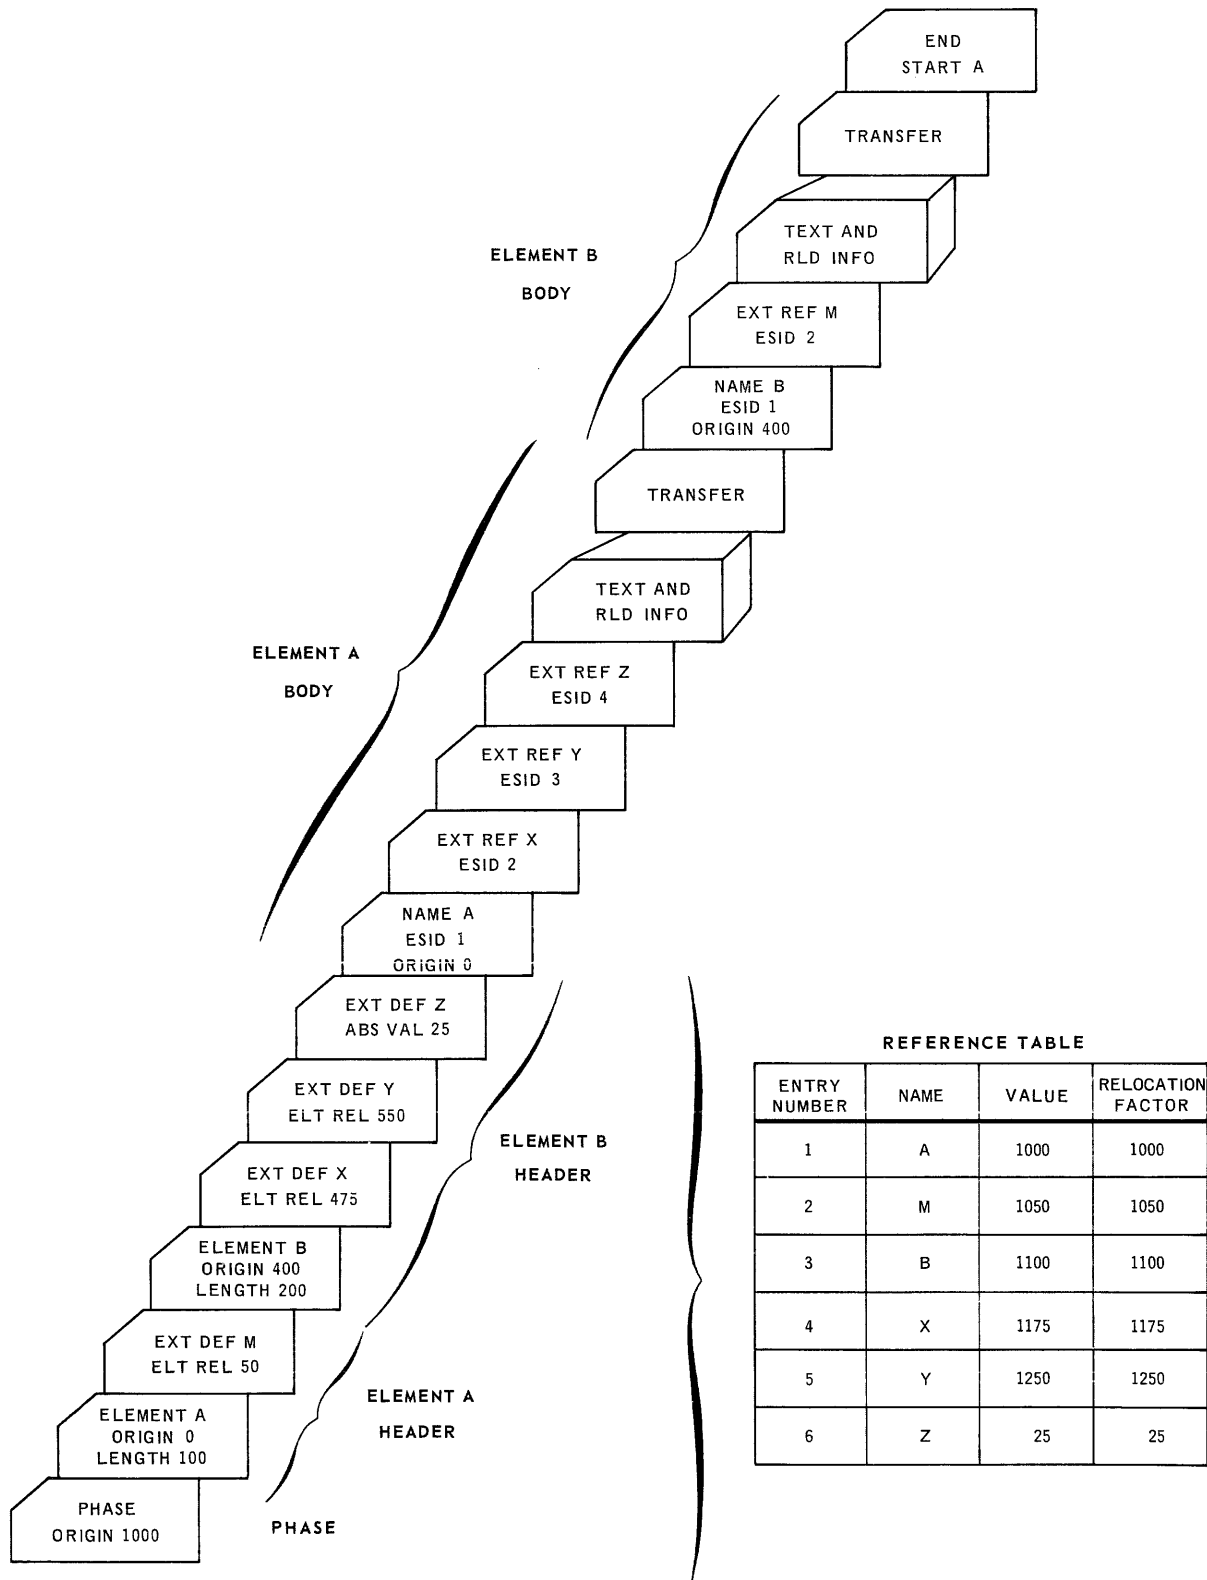 END
START A
TRANSFER
TEXT AND
RLD INFO
ELEMENT B
BODY
EXT REF M
ESID 2
NAME B
ESID 1
ORIGIN 400
TRANSFER
TEXT AND
RLD INFO
ELEMENT A
BODY
EXT REF Z
ESID 4
EXT REF Y
ESID 3
EXT REF X
ESID 2
NAME A
ESID 1
ORIGIN 0
EXT DEF Z
ABS VAL 25
EXT DEF Y
ELT REL 550
ELEMENT B
HEADER
EXT DEF X
ELT REL 475
ELEMENT B
ORIGIN 400
LENGTH 200
EXT DEF M
ELT REL 50
ELEMENT A
HEADER
ELEMENT A
ORIGIN 0
LENGTH 100
PHASE
ORIGIN 1000
PHASE
REFERENCE TABLE
ENTRY NUMBER NAME VALUE RELOCATION FACTOR
1 A 1000 1000
2 M 1050 1050
3 B 1100 1100
4 X 1175 1175
5 Y 1250 1250
6 Z 25 25